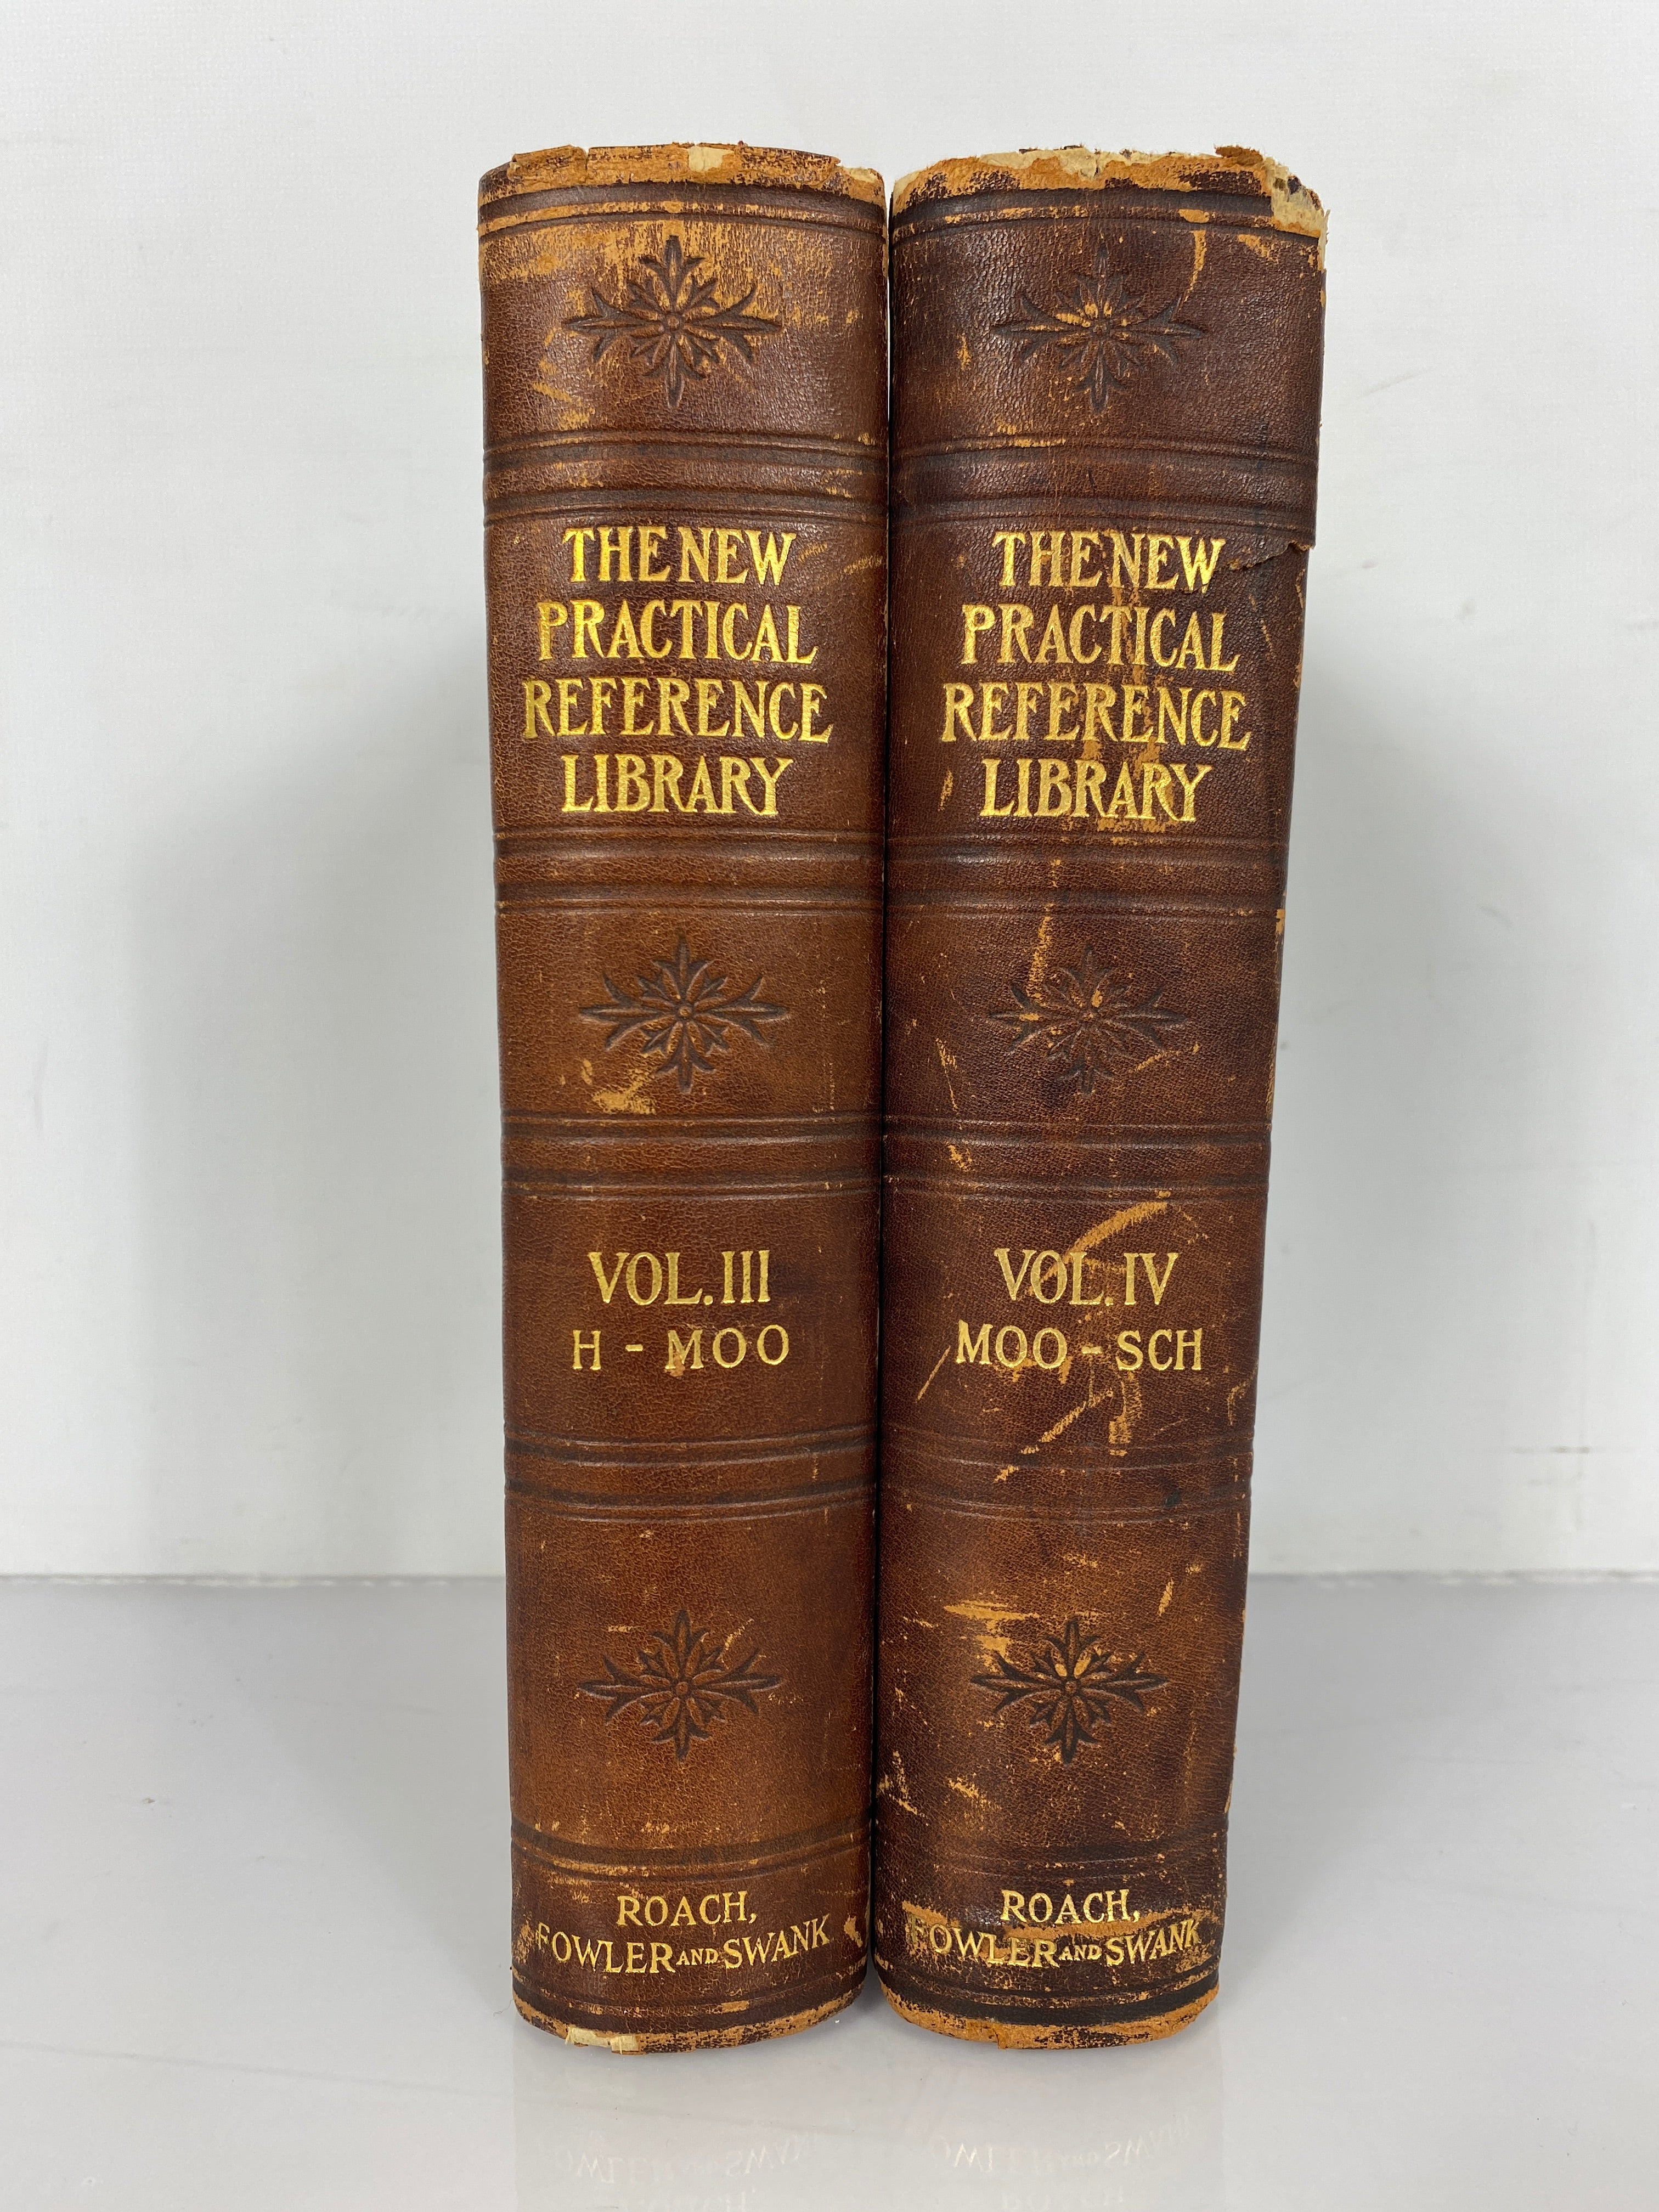 THE NEW
PRACTICAL
REFERENCE
LIBRARY
VOL. III
H - MOO
ROACH,
FOWLER AND SWANK
THE NEW
PRACTICAL
REFERENCE
LIBRARY
VOL. IV
MOO - SCH
ROACH,
FOWLER AND SWANK